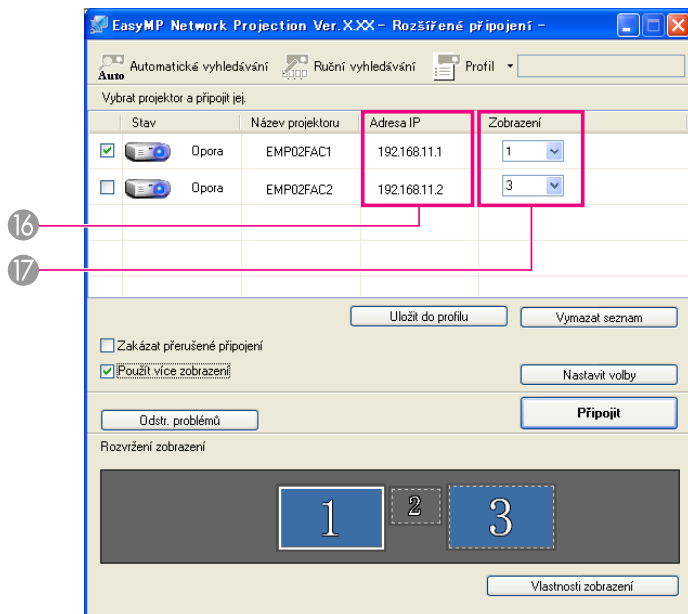 EasyMP Network Projection Ver.X.XX - Rozšířené připojení -
Auto Automatické vyhledávání Ruční vyhledávání Profil
Vybrat projektor a připojit jej.
Stav Název projektoru Adresa IP Zobrazení
Opora EMP02FAC1 192.168.11.1 1
Opora EMP02FAC2 192.168.11.2 3
16
17
Uložit do profilu Vymazat seznam
Zakázat přerušené připojení
Použít více zobrazení Nastavit volby
Odstr. problémů Připojit
Rozvržení zobrazení
1 2 3
Vlastnosti zobrazení